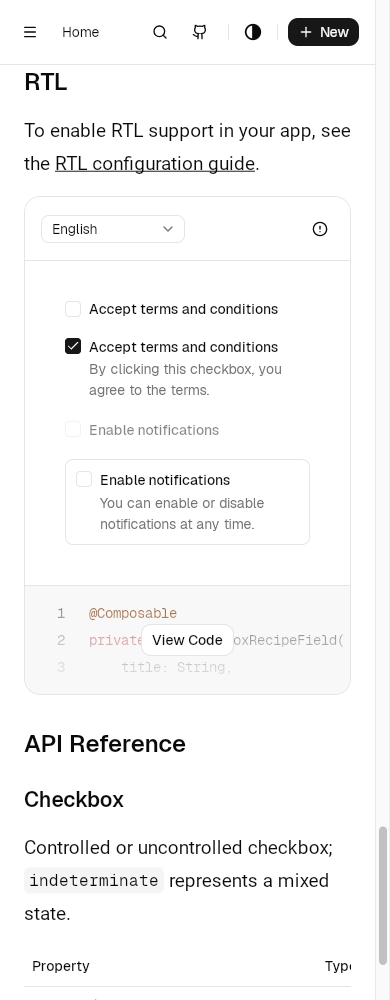 Home
New
RTL
To enable RTL support in your app, see
the RTL configuration guide.
English
Accept terms and conditions
Accept terms and conditions
By clicking this checkbox, you
agree to the terms.
Enable notifications
Enable notifications
You can enable or disable
notifications at any time.
1 @Composable
2 private oxRecipeField(
View Code
3 title: String,
API Reference
Checkbox
Controlled or uncontrolled checkbox;
indeterminate represents a mixed
state.
Property Type